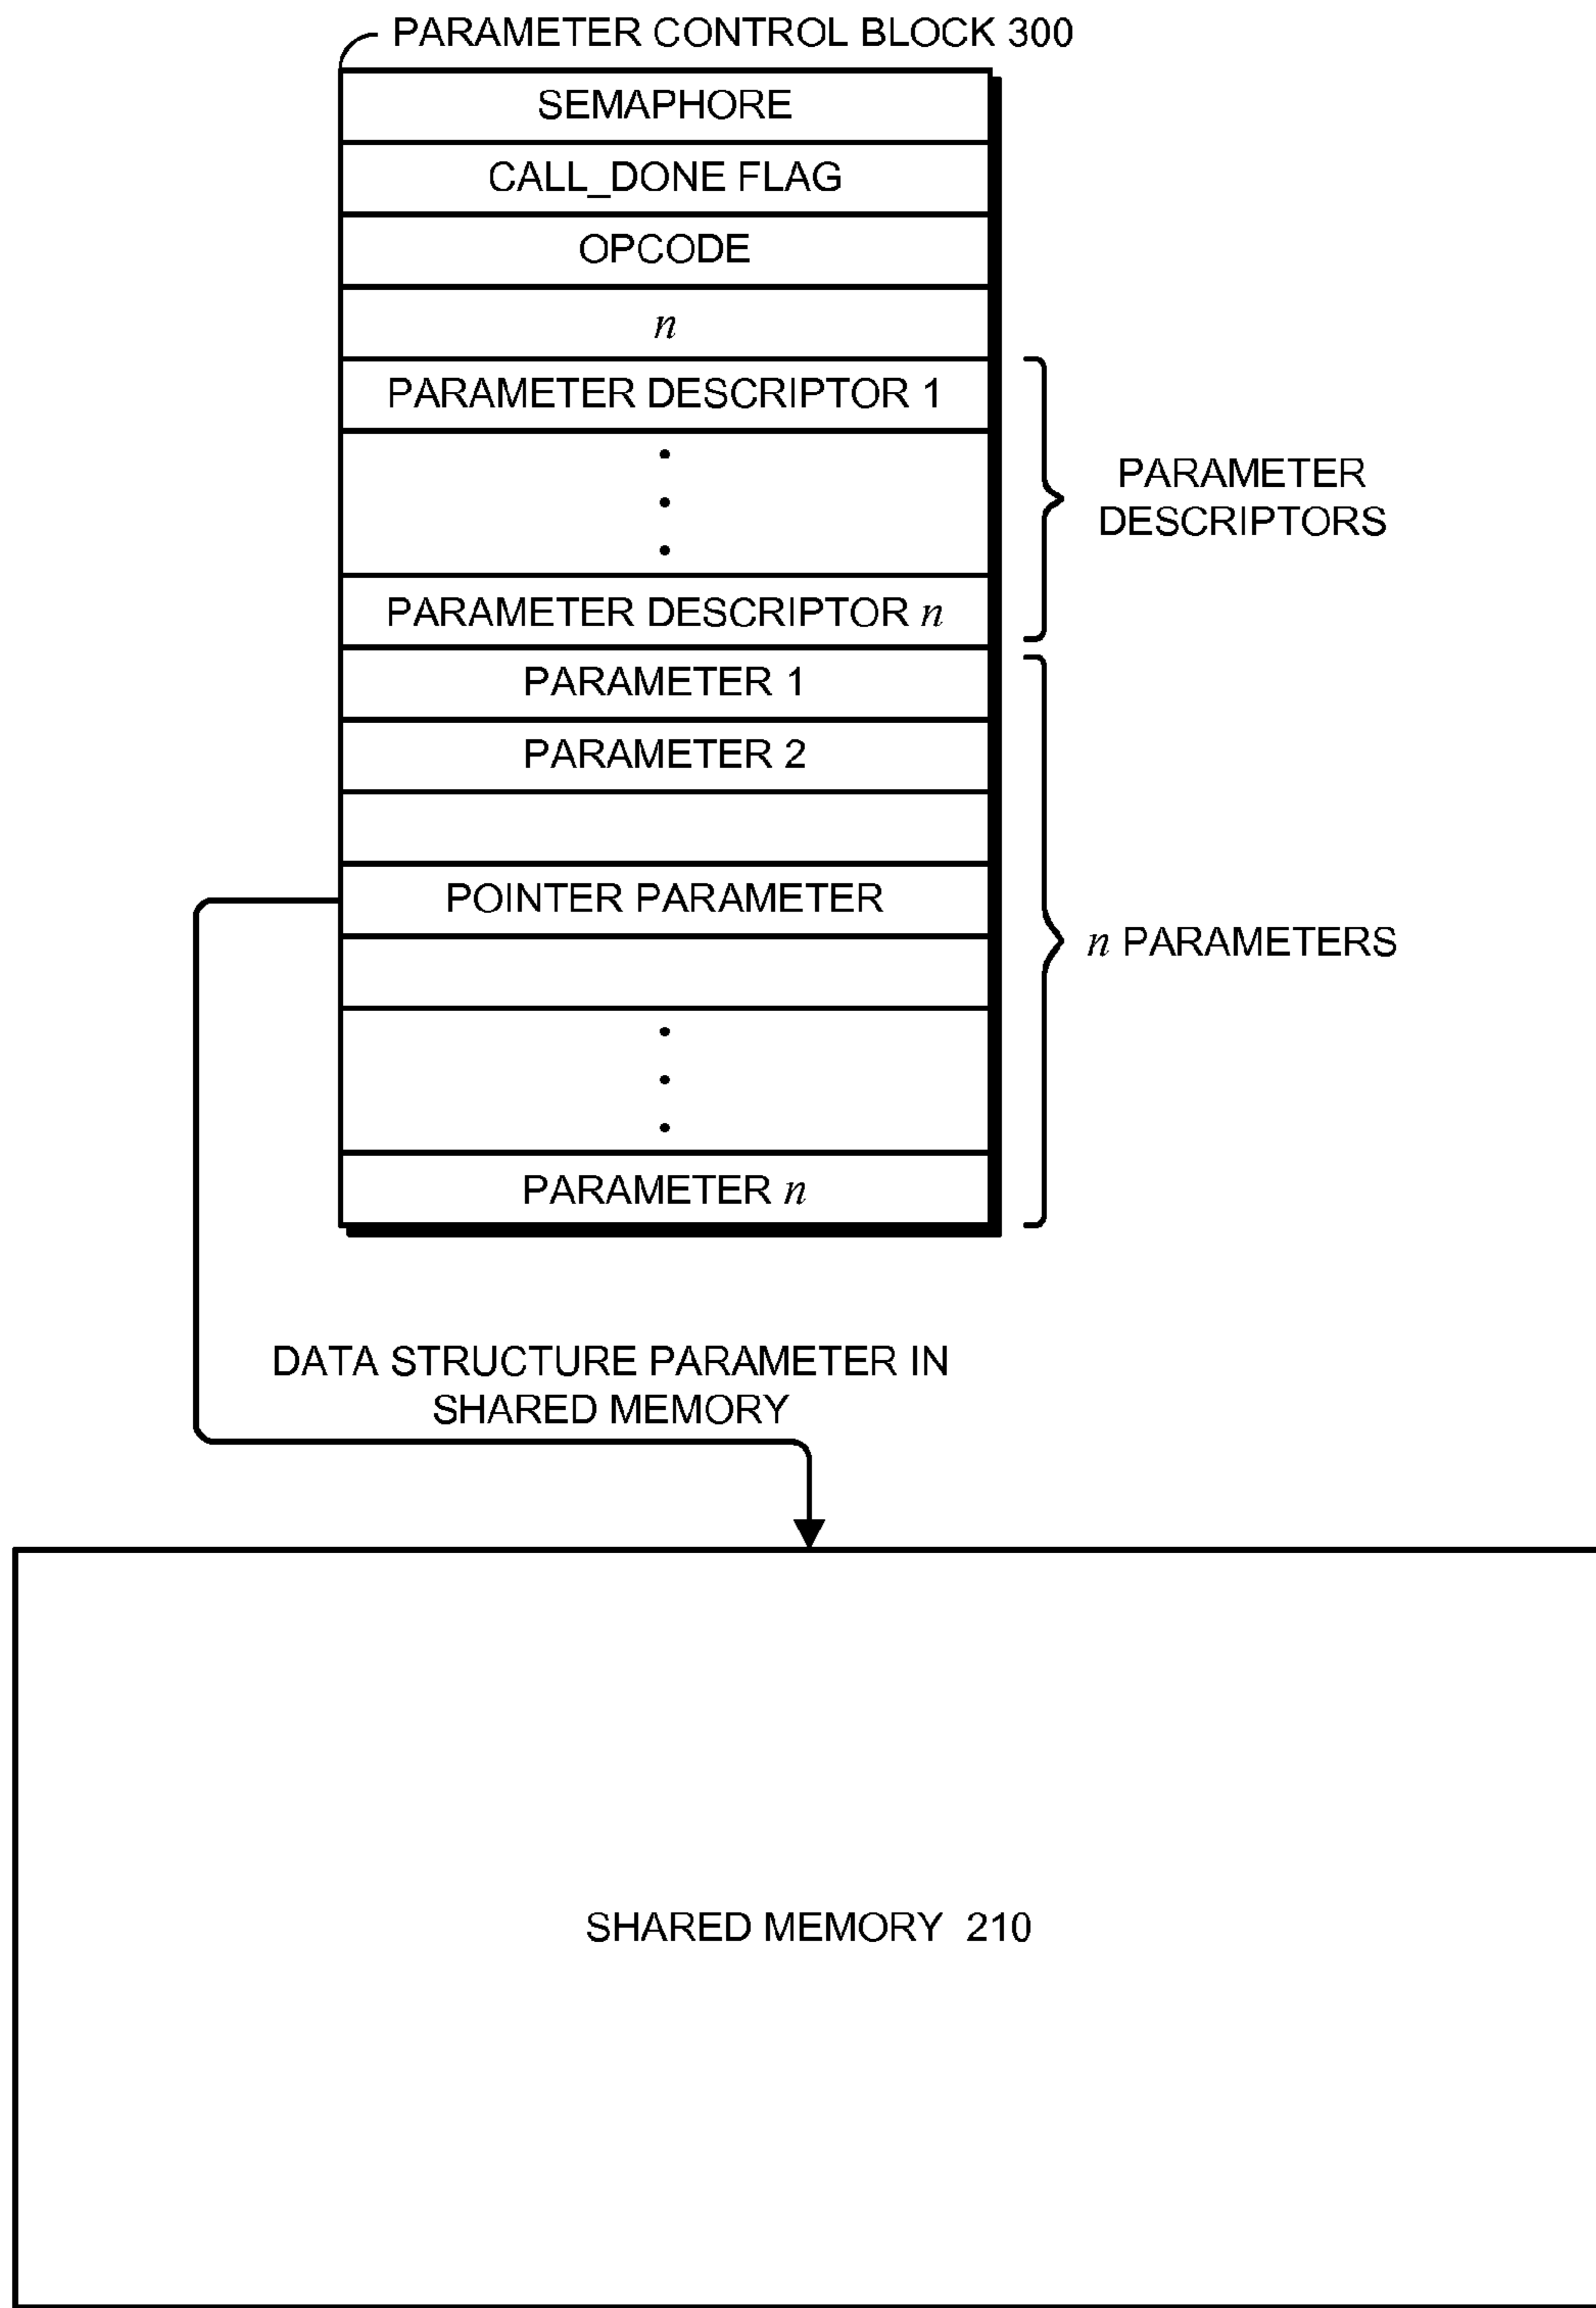 PARAMETER CONTROL BLOCK 300
SEMAPHORE
CALL_DONE FLAG
OPCODE
n
PARAMETER DESCRIPTOR 1
PARAMETER DESCRIPTOR n
PARAMETER
DESCRIPTORS
PARAMETER 1
PARAMETER 2
POINTER PARAMETER
PARAMETER n
n PARAMETERS
DATA STRUCTURE PARAMETER IN
SHARED MEMORY
SHARED MEMORY 210